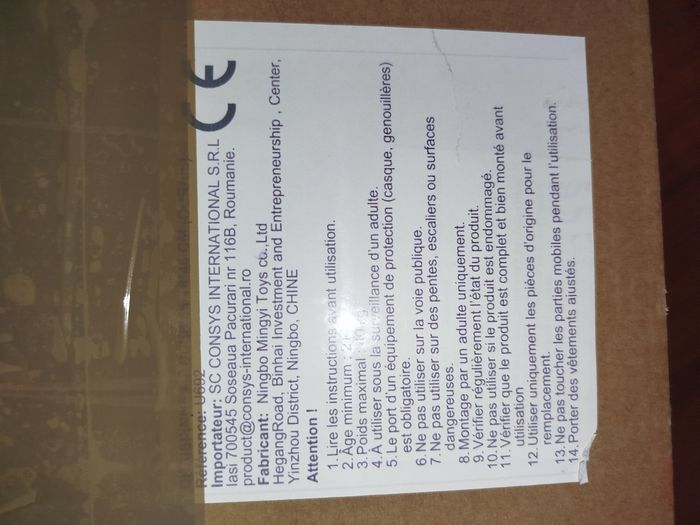 Référence: U602
Importateur: SC CONSYS INTERNATIONAL S.R.L
Iasi 700545 Soseaua Pacurari nr 116B, Roumanie.
product@consys-international.ro
Fabricant: Ningbo Mingyi Toys co.,Ltd
HegangRoad, Binhai Investment and Entrepreneurship , Center,
Yinzhou District, Ningbo, CHINE
CE
Attention !
1. Lire les instructions avant utilisation.
2. Âge minimum :
3. Poids maximal :
4. À utiliser sous la surveillance d'un adulte.
5. Le port d'un équipement de protection (casque, genouillères)
est obligatoire.
6. Ne pas utiliser sur la voie publique.
7. Ne pas utiliser sur des pentes, escaliers ou surfaces
dangereuses.
8. Montage par un adulte uniquement.
9. Vérifier régulièrement l'état du produit.
10. Ne pas utiliser si le produit est endommagé.
11. Vérifier que le produit est complet et bien monté avant
utilisation
12. Utiliser uniquement les pièces d'origine pour le
remplacement.
13. Ne pas toucher les parties mobiles pendant l'utilisation.
14. Porter des vêtements ajustés.